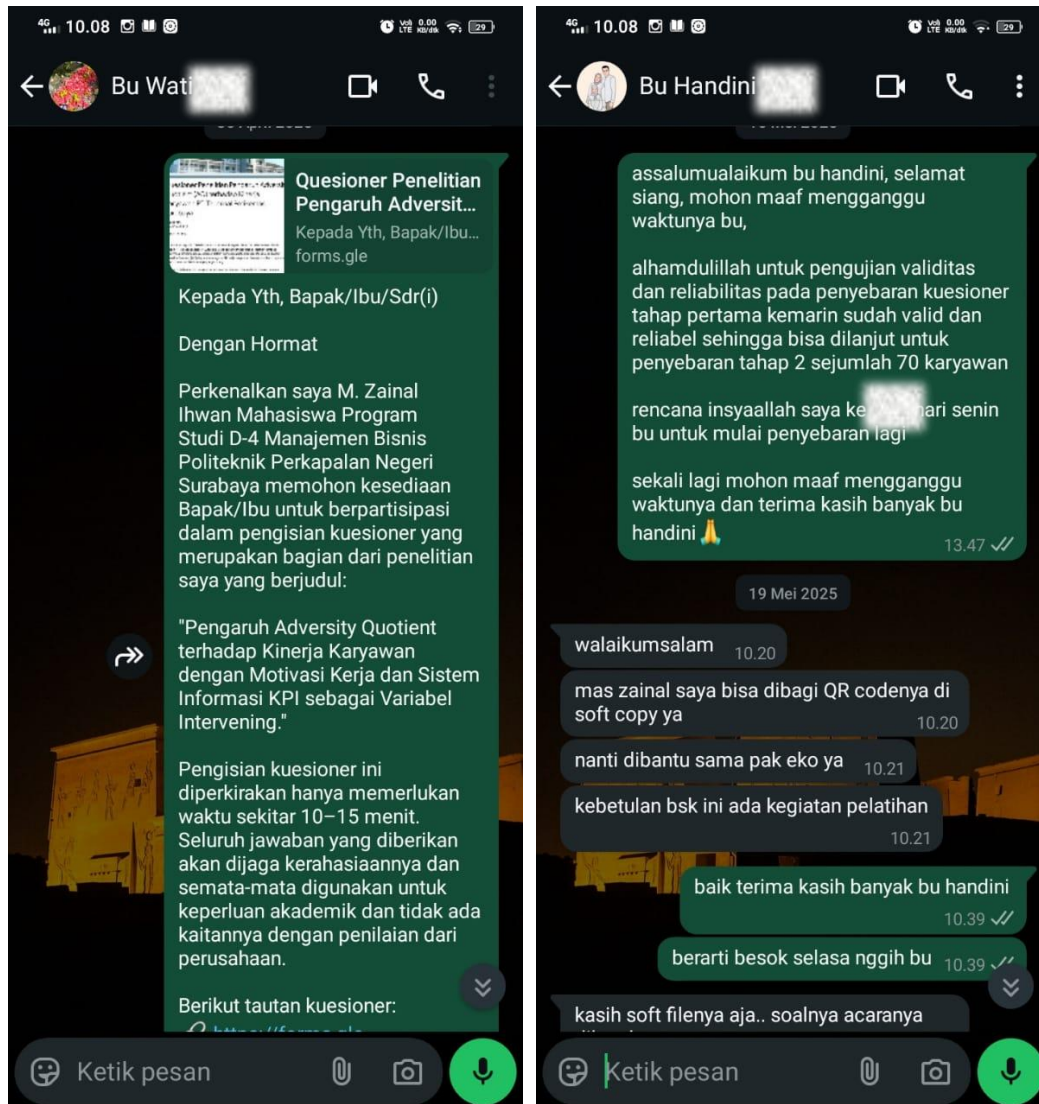 4G 10.08
VoLTE 0.00 KB/dtk 29
Bu Wati
Quesioner Penelitian
Pengaruh Adversit...
Kepada Yth, Bapak/Ibu...
forms.gle
Kepada Yth, Bapak/Ibu/Sdr(i)
Dengan Hormat
Perkenalkan saya M. Zainal
Ihwan Mahasiswa Program
Studi D-4 Manajemen Bisnis
Politeknik Perkapalan Negeri
Surabaya memohon kesediaan
Bapak/Ibu untuk berpartisipasi
dalam pengisian kuesioner yang
merupakan bagian dari penelitian
saya yang berjudul:
"Pengaruh Adversity Quotient
terhadap Kinerja Karyawan
dengan Motivasi Kerja dan Sistem
Informasi KPI sebagai Variabel
Intervening."
Pengisian kuesioner ini
diperkirakan hanya memerlukan
waktu sekitar 10–15 menit.
Seluruh jawaban yang diberikan
akan dijaga kerahasiaannya dan
semata-mata digunakan untuk
keperluan akademik dan tidak ada
kaitannya dengan penilaian dari
perusahaan.
Berikut tautan kuesioner:
Ketik pesan
4G 10.08
VoLTE 0.00 KB/dtk 29
Bu Handini
assalumualaikum bu handini, selamat
siang, mohon maaf mengganggu
waktunya bu,
alhamdulillah untuk pengujian validitas
dan reliabilitas pada penyebaran kuesioner
tahap pertama kemarin sudah valid dan
reliabel sehingga bisa dilanjut untuk
penyebaran tahap 2 sejumlah 70 karyawan
rencana insyaallah saya ke hari senin
bu untuk mulai penyebaran lagi
sekali lagi mohon maaf mengganggu
waktunya dan terima kasih banyak bu
handini 🙏
13.47
19 Mei 2025
walaikumsalam 10.20
mas zainal saya bisa dibagi QR codenya di
soft copy ya
10.20
nanti dibantu sama pak eko ya 10.21
kebetulan bsk ini ada kegiatan pelatihan
10.21
baik terima kasih banyak bu handini
10.39
berarti besok selasa nggih bu 10.39
kasih soft filenya aja.. soalnya acaranya
Ketik pesan